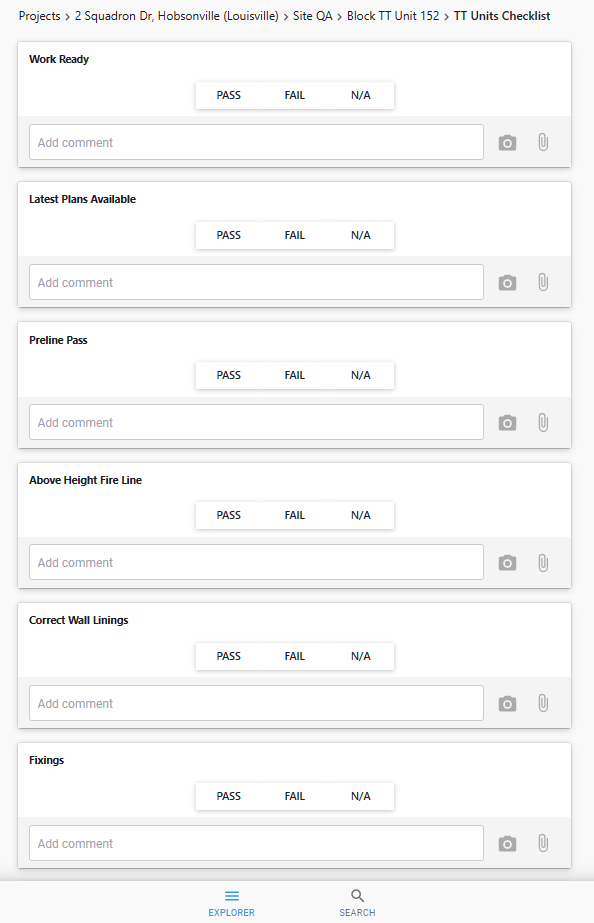 Projects > 2 Squadron Dr, Hobsonville (Louisville) > Site QA > Block TT Unit 152 > TT Units Checklist
Work Ready
PASS FAIL N/A
Add comment
Latest Plans Available
PASS FAIL N/A
Add comment
Preline Pass
PASS FAIL N/A
Add comment
Above Height Fire Line
PASS FAIL N/A
Add comment
Correct Wall Linings
PASS FAIL N/A
Add comment
Fixings
PASS FAIL N/A
Add comment
EXPLORER SEARCH